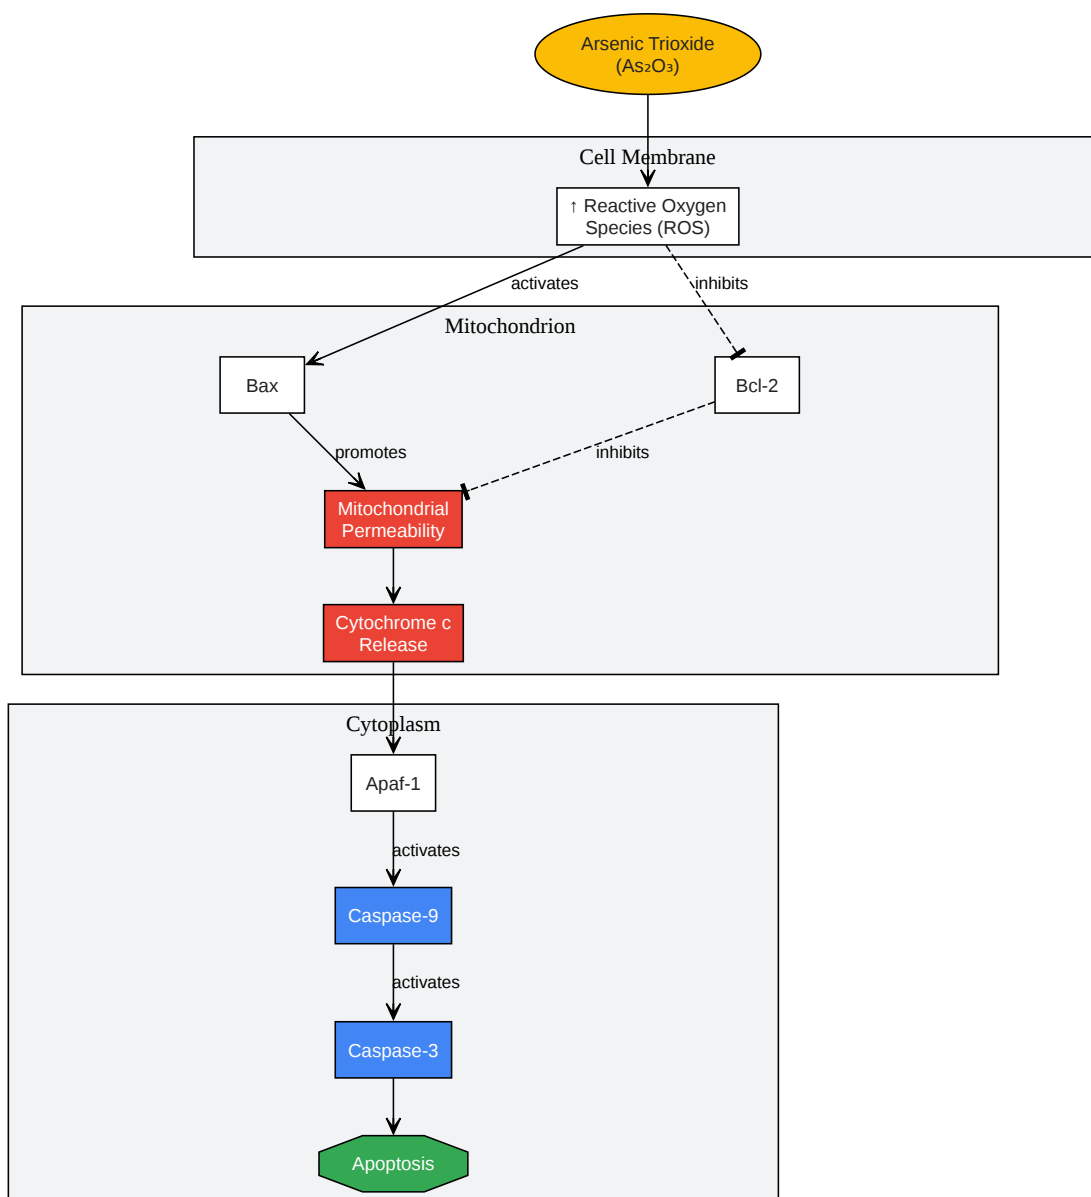 Arsenic Trioxide
(As₂O₃)
Cell Membrane
↑ Reactive Oxygen
Species (ROS)
activates
inhibits
Mitochondrion
Bax
Bcl-2
promotes
inhibits
Mitochondrial
Permeability
Cytochrome c
Release
Cytoplasm
Apaf-1
activates
Caspase-9
activates
Caspase-3
Apoptosis